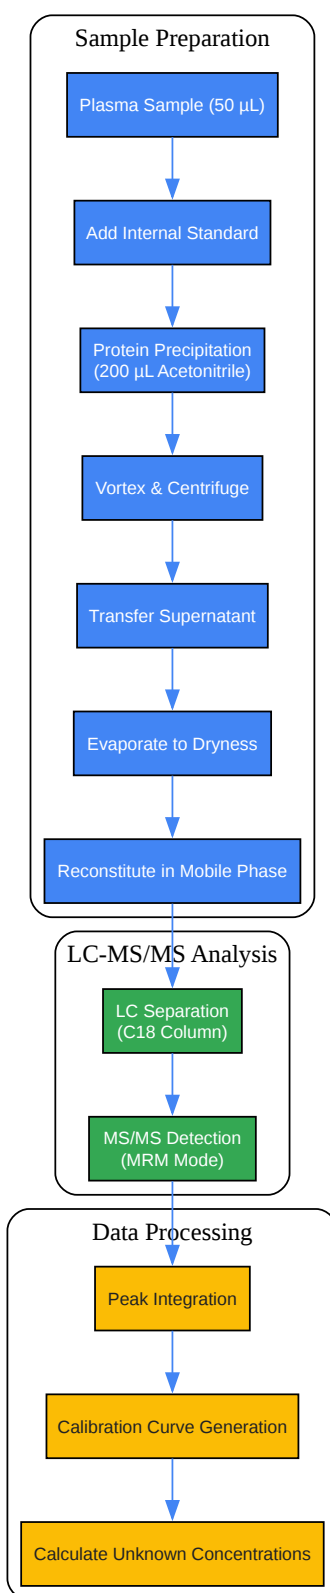 Sample Preparation
Plasma Sample (50 µL)
Add Internal Standard
Protein Precipitation
(200 µL Acetonitrile)
Vortex & Centrifuge
Transfer Supernatant
Evaporate to Dryness
Reconstitute in Mobile Phase
LC-MS/MS Analysis
LC Separation
(C18 Column)
MS/MS Detection
(MRM Mode)
Data Processing
Peak Integration
Calibration Curve Generation
Calculate Unknown Concentrations